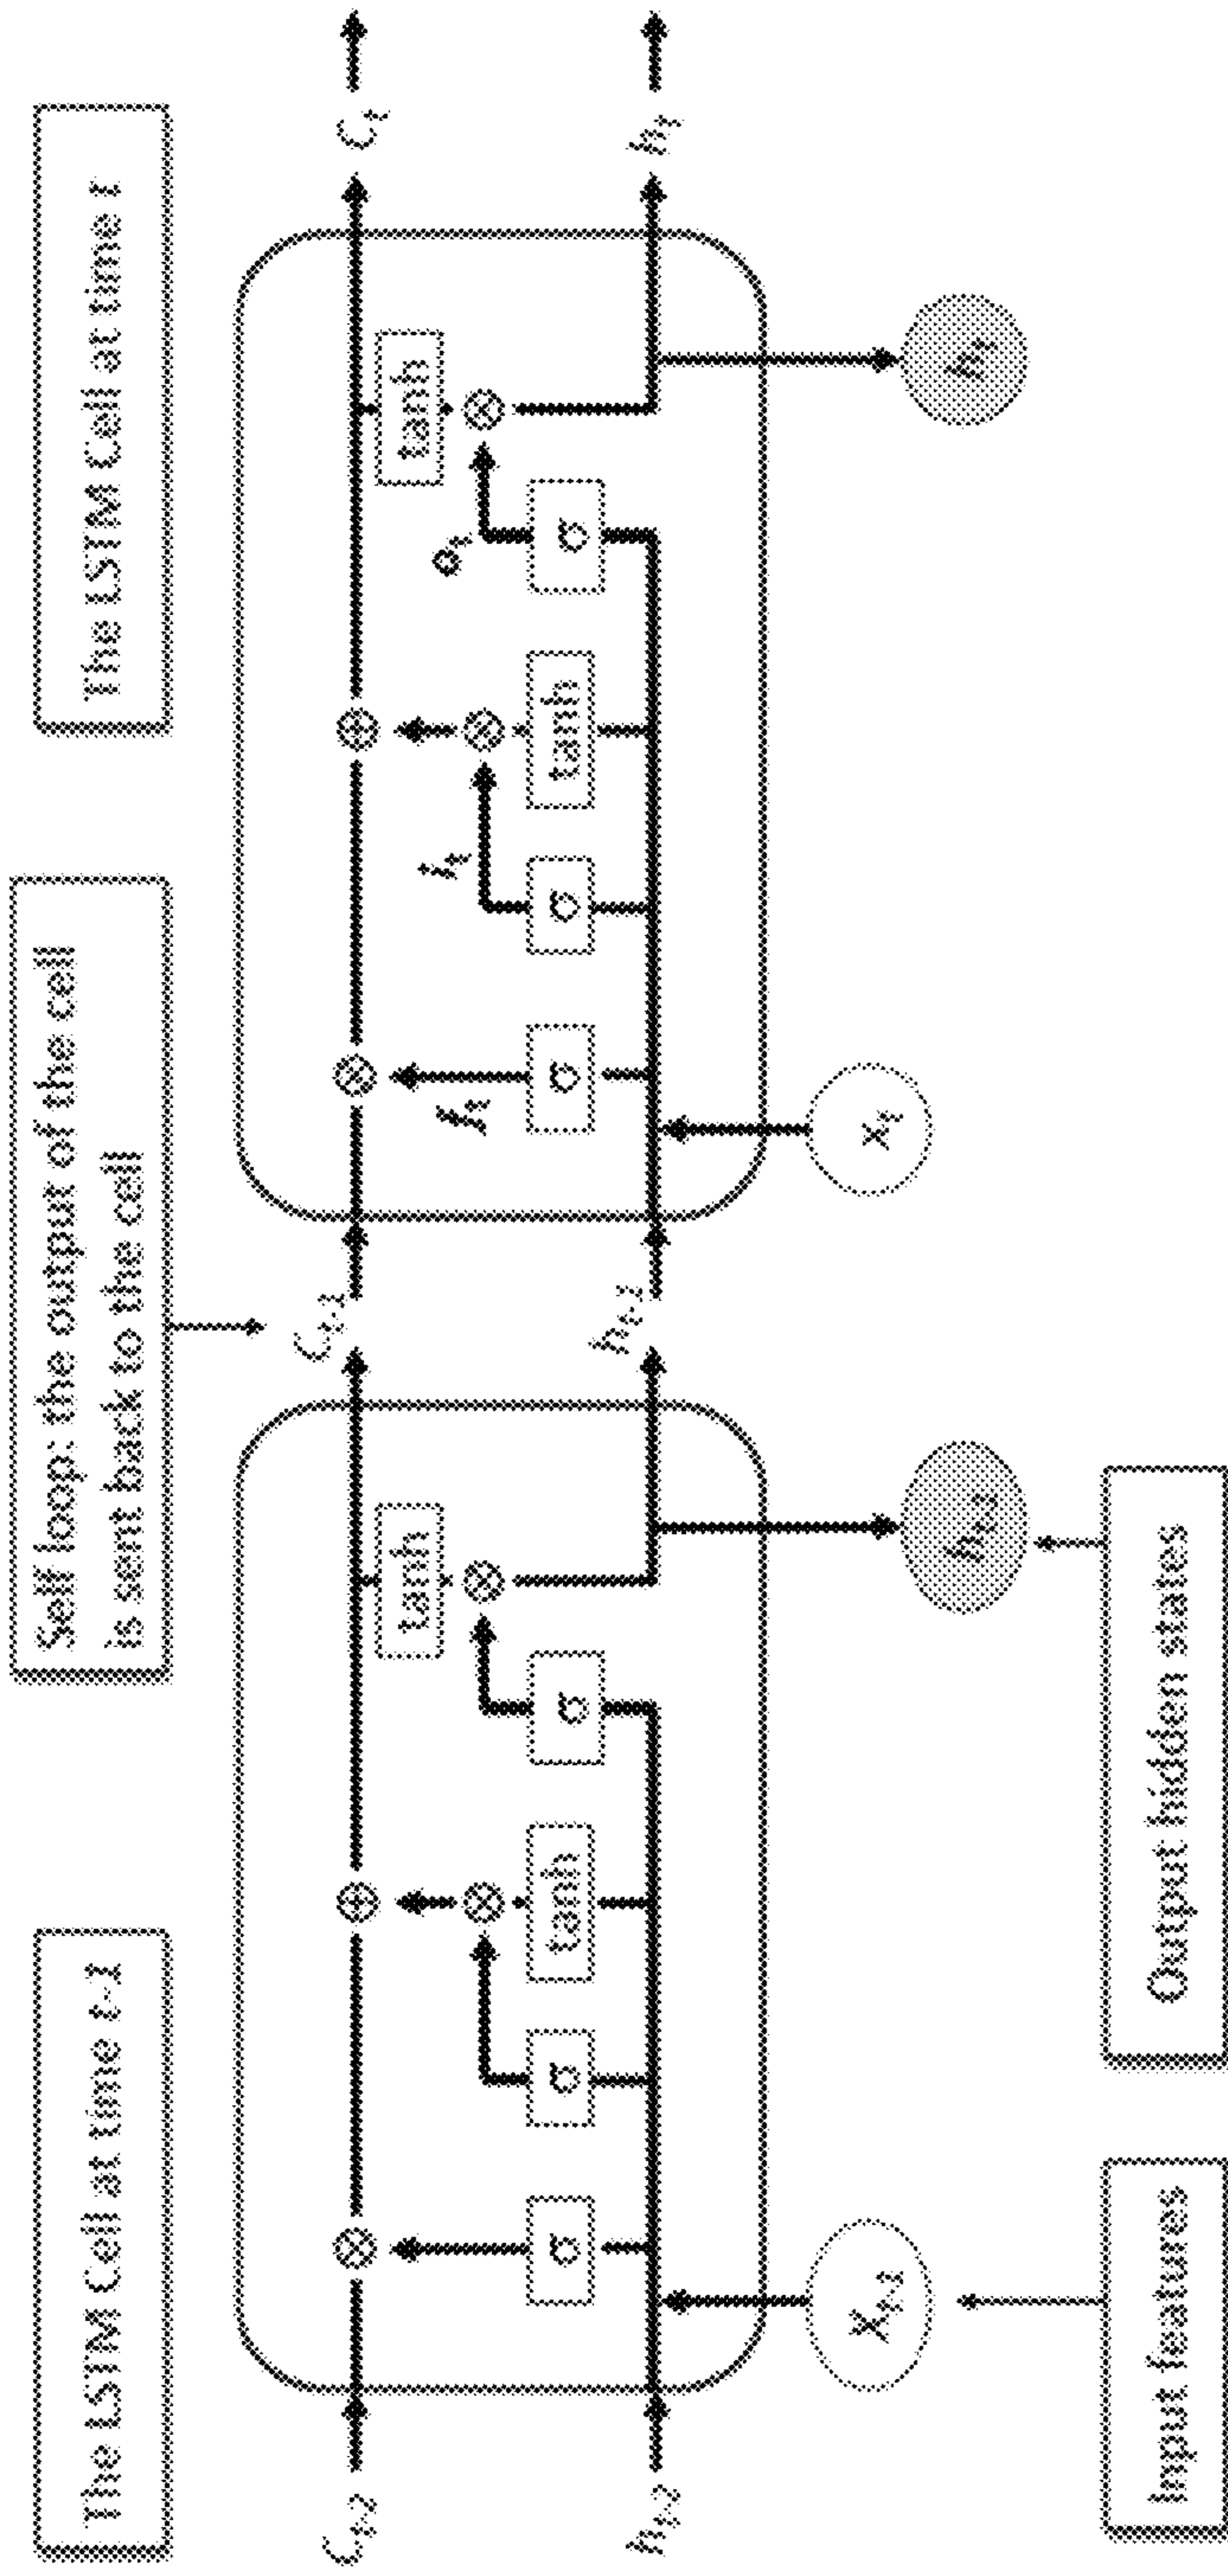 The LSTM Cell at time t-1
Self loop: the output of the cell
is sent back to the cell
The LSTM Cell at time t
C_{t-2}
C_{t-1}
C_t
tanh
tanh
f_t
i_t
o_t
σ
σ
tanh
σ
σ
σ
tanh
σ
h_{t-2}
h_{t-1}
h_t
X_{t-1}
h_{t-1}
x_t
h_t
Input features
Output hidden states